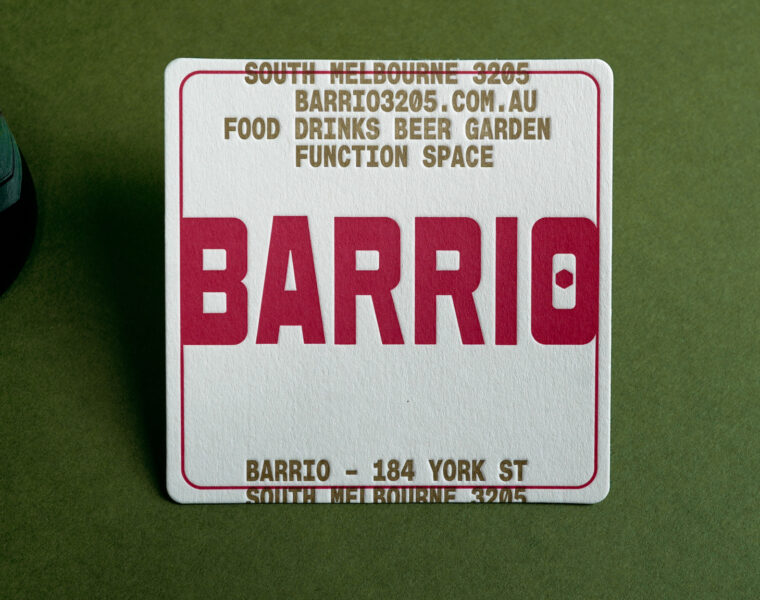 SOUTH MELBOURNE 3205
BARRIO3205.COM.AU
FOOD DRINKS BEER GARDEN
FUNCTION SPACE
BARRIO
BARRIO – 184 YORK ST
SOUTH MELBOURNE 3205